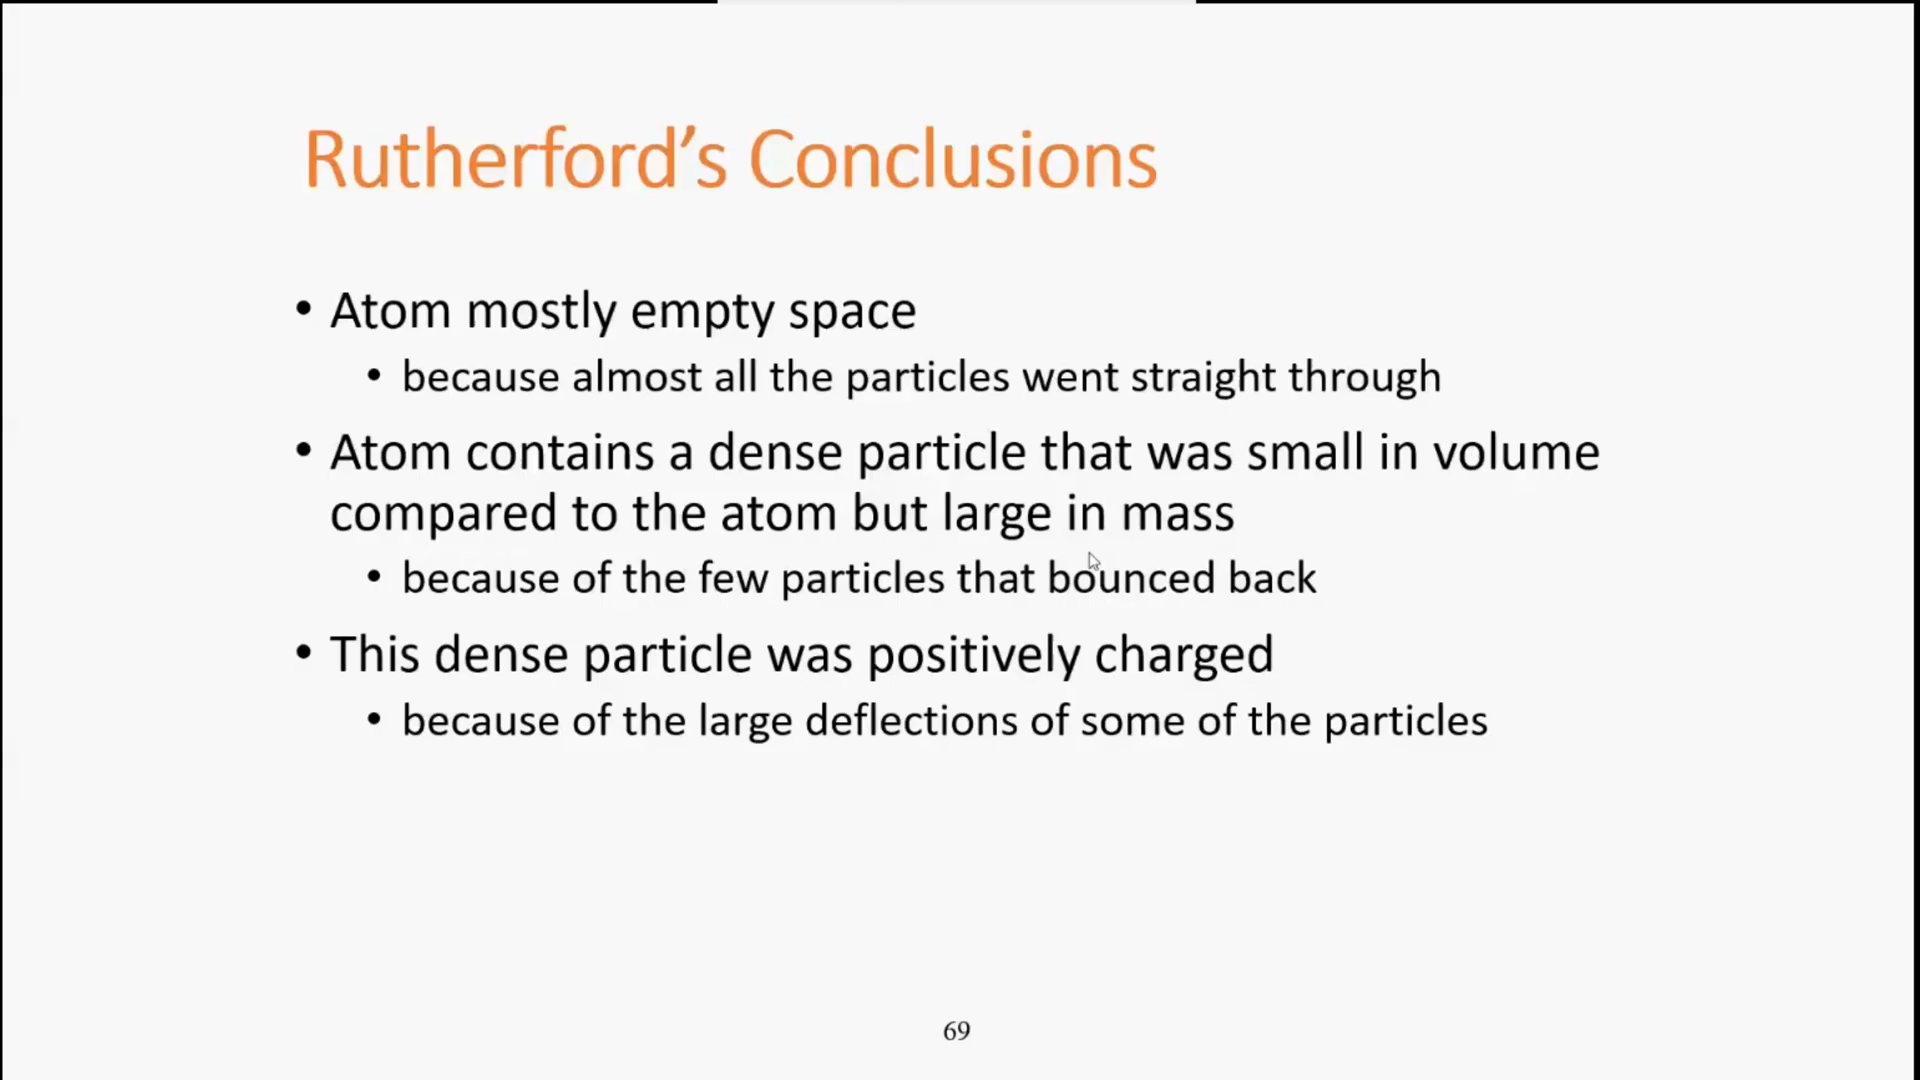 Rutherford’s Conclusions
• Atom mostly empty space
• because almost all the particles went straight through
• Atom contains a dense particle that was small in volume
compared to the atom but large in mass
• because of the few particles that bounced back
• This dense particle was positively charged
• because of the large deflections of some of the particles
69